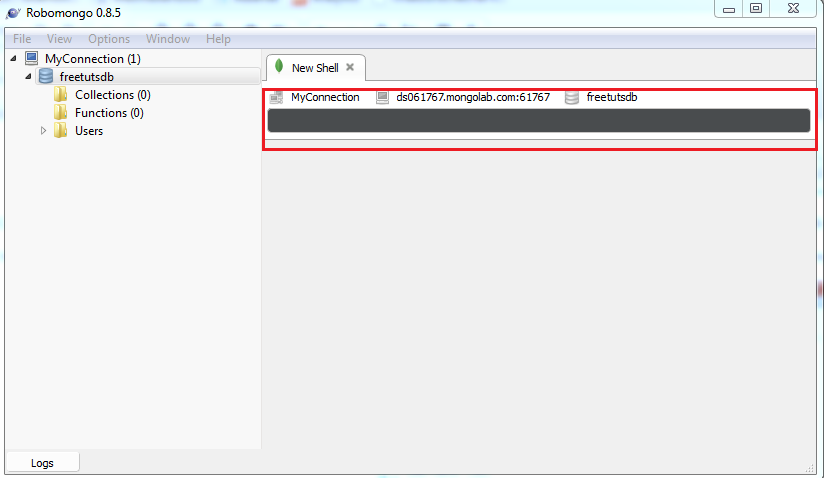 Robomongo 0.8.5
File View Options Window Help
MyConnection (1)
freetutsdb
Collections (0)
Functions (0)
Users
New Shell
MyConnection ds061767.mongolab.com:61767 freetutsdb
Logs